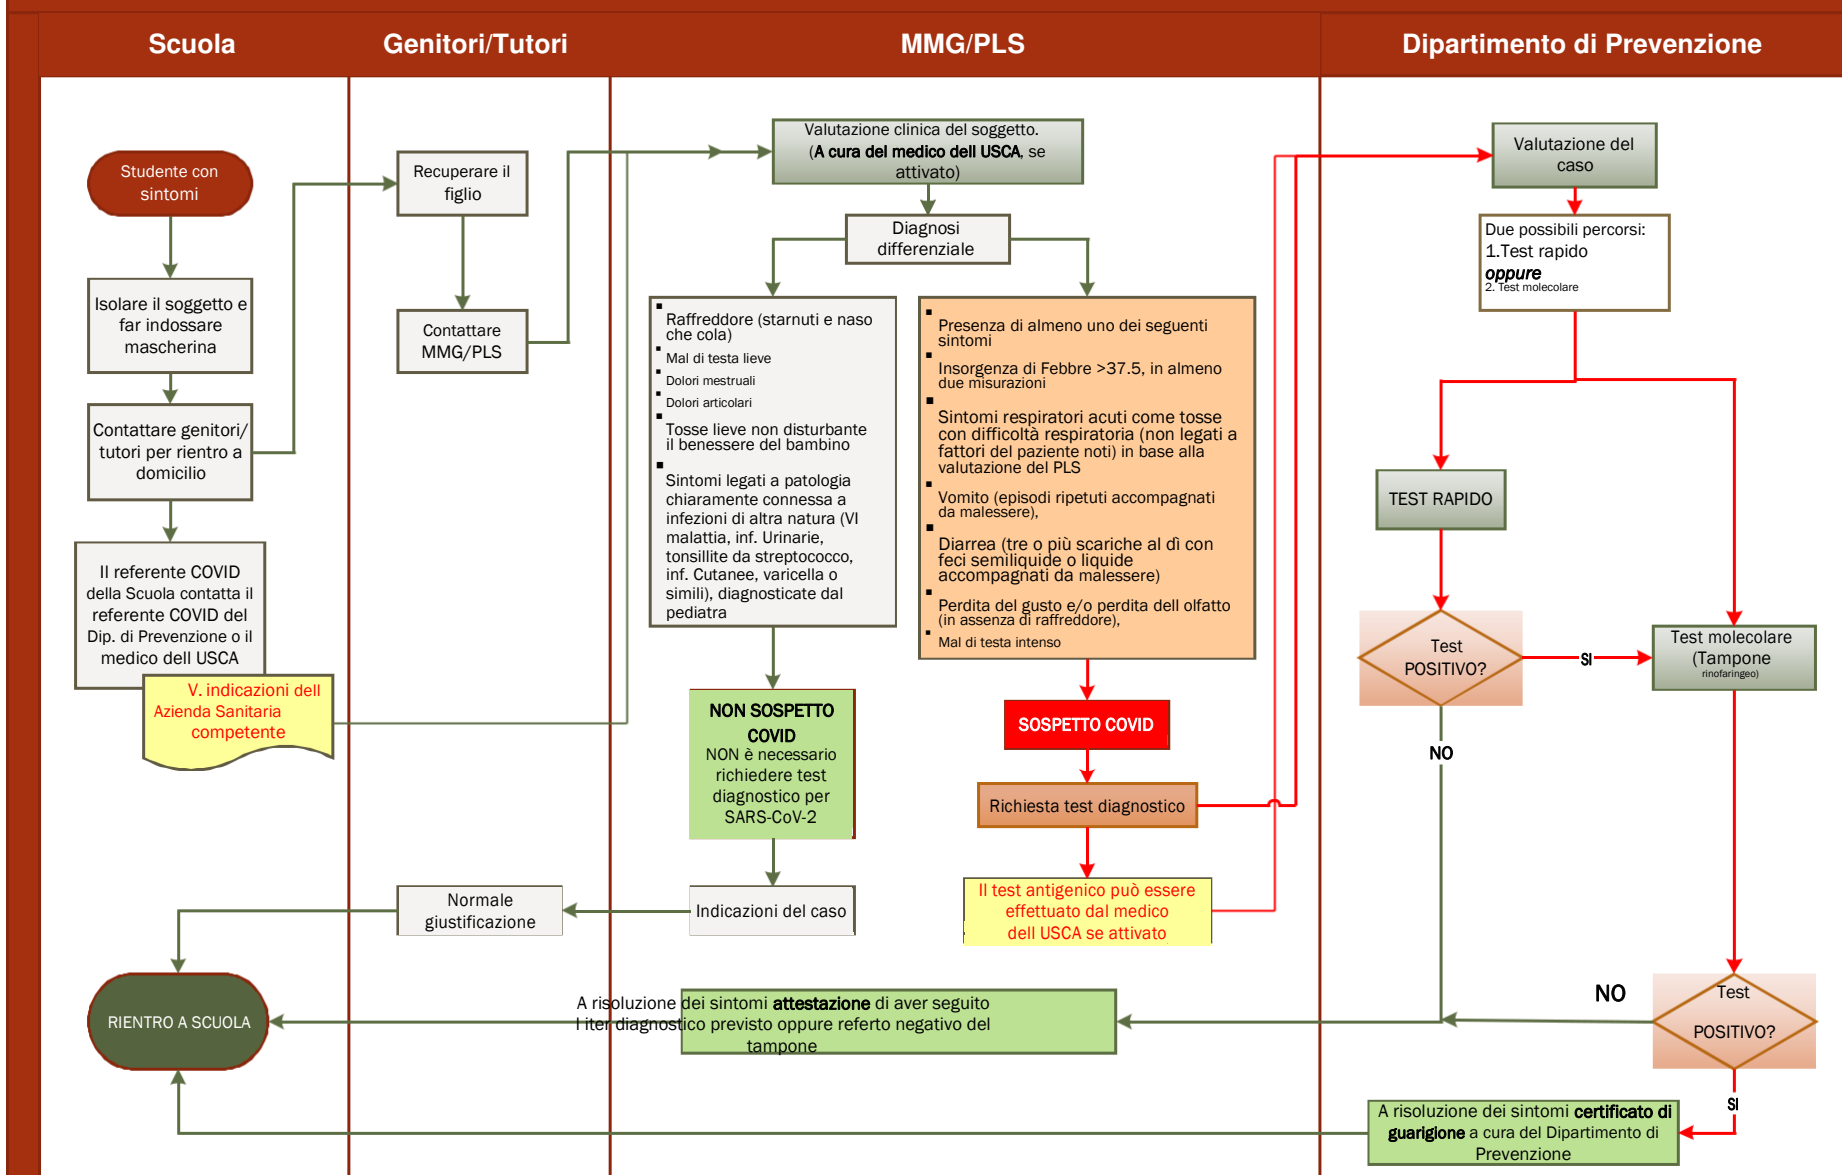 Scuola
Genitori/Tutori
MMG/PLS
Dipartimento di Prevenzione
Studente con
sintomi
Isolare il soggetto e
far indossare
mascherina
Contattare genitori/
tutori per rientro a
domicilio
Il referente COVID
della Scuola contatta il
referente COVID del
Dip. di Prevenzione o il
medico dell USCA
V. indicazioni dell
Azienda Sanitaria
competente
RIENTRO A SCUOLA
Recuperare il
figlio
Contattare
MMG/PLS
Normale
giustificazione
Valutazione clinica del soggetto.
(A cura del medico dell USCA, se
attivato)
Diagnosi
differenziale
▪ Raffreddore (starnuti e naso
che cola)
▪ Mal di testa lieve
▪ Dolori mestruali
▪ Dolori articolari
▪ Tosse lieve non disturbante
il benessere del bambino
▪ Sintomi legati a patologia
chiaramente connessa a
infezioni di altra natura (VI
malattia, inf. Urinarie,
tonsillite da streptococco,
inf. Cutanee, varicella o
simili), diagnosticate dal
pediatra
NON SOSPETTO
COVID
NON è necessario
richiedere test
diagnostico per
SARS-CoV-2
Indicazioni del caso
▪ Presenza di almeno uno dei seguenti
sintomi
▪ Insorgenza di Febbre >37.5, in almeno
due misurazioni
▪ Sintomi respiratori acuti come tosse
con difficoltà respiratoria (non legati a
fattori del paziente noti) in base alla
valutazione del PLS
▪ Vomito (episodi ripetuti accompagnati
da malessere),
▪ Diarrea (tre o più scariche al dì con
feci semiliquide o liquide
accompagnati da malessere)
▪ Perdita del gusto e/o perdita dell olfatto
(in assenza di raffreddore),
▪ Mal di testa intenso
SOSPETTO COVID
Richiesta test diagnostico
Il test antigenico può essere
effettuato dal medico
dell USCA se attivato
A risoluzione dei sintomi attestazione di aver seguito
l iter diagnostico previsto oppure referto negativo del
tampone
Valutazione del
caso
Due possibili percorsi:
1.Test rapido
oppure
2. Test molecolare
TEST RAPIDO
Test
POSITIVO?
SI
NO
Test molecolare
(Tampone
rinofaringeo)
NO
Test
POSITIVO?
SI
A risoluzione dei sintomi certificato di
guarigione a cura del Dipartimento di
Prevenzione